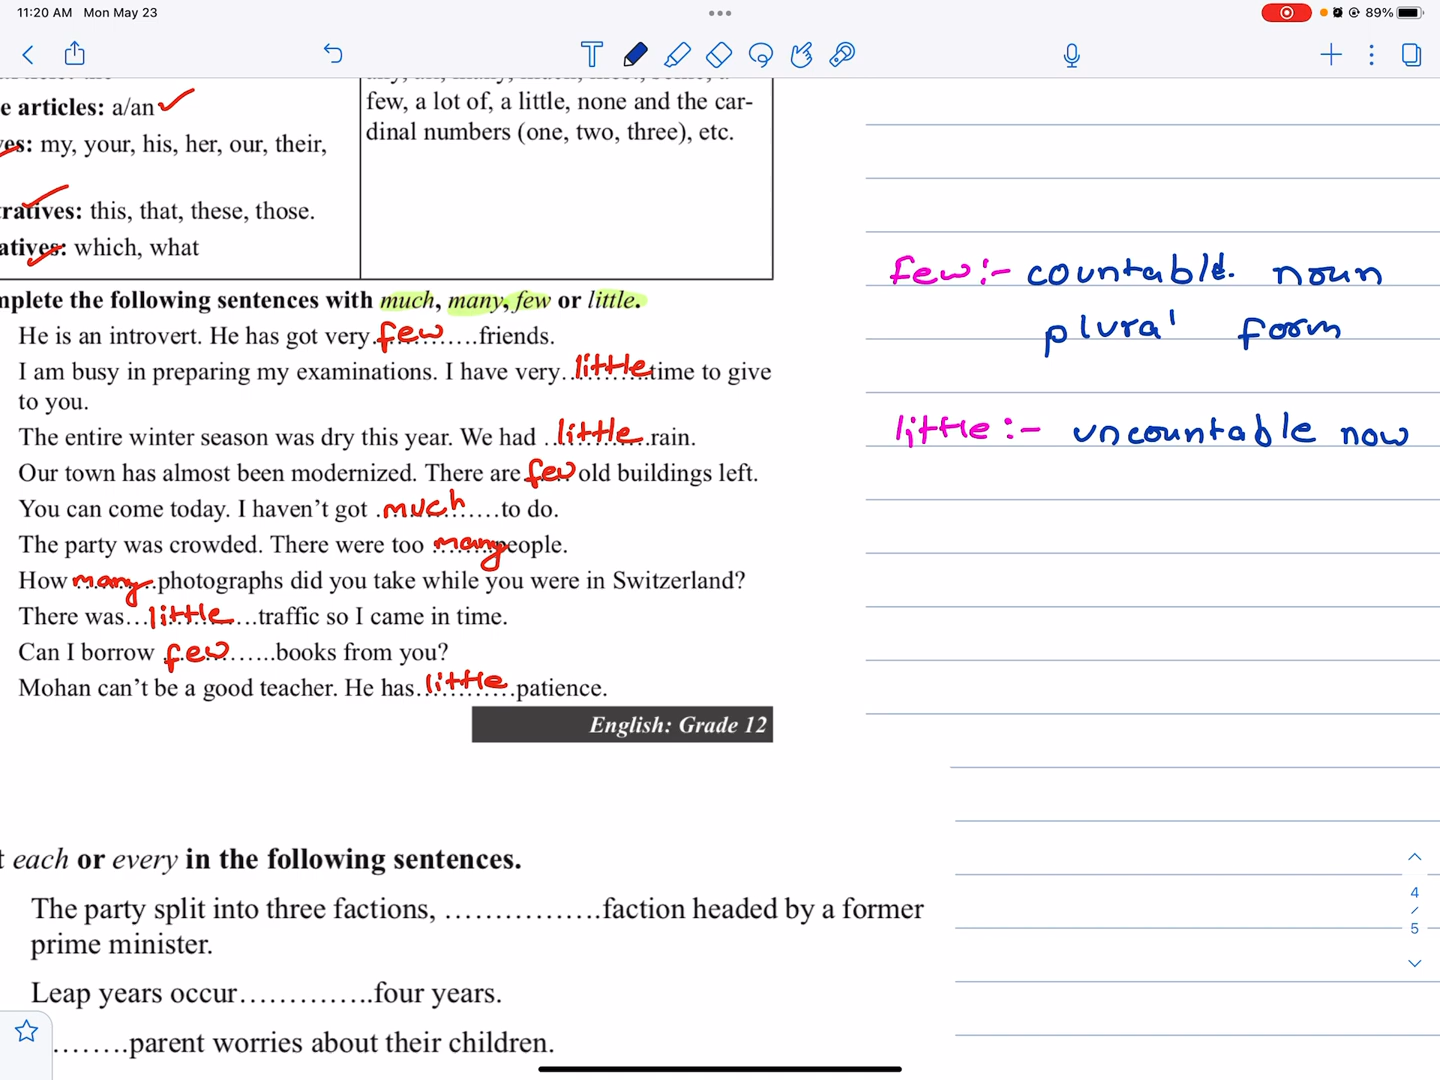 11:20 AM Mon May 23
89%
few, a lot of, a little, none and the car-
dinal numbers (one, two, three), etc.
e articles: a/an
es: my, your, his, her, our, their,
ratives: this, that, these, those.
atives: which, what
mplete the following sentences with much, many, few or little.
He is an introvert. He has got very few friends.
I am busy in preparing my examinations. I have very little time to give
to you.
The entire winter season was dry this year. We had little rain.
Our town has almost been modernized. There are few old buildings left.
You can come today. I haven't got much to do.
The party was crowded. There were too many people.
How many photographs did you take while you were in Switzerland?
There was little traffic so I came in time.
Can I borrow few books from you?
Mohan can't be a good teacher. He has little patience.
English: Grade 12
few:- countable. noun
plural form
little:- uncountable now
t each or every in the following sentences.
The party split into three factions, ................faction headed by a former
prime minister.
Leap years occur..............four years.
........parent worries about their children.
4
/
5